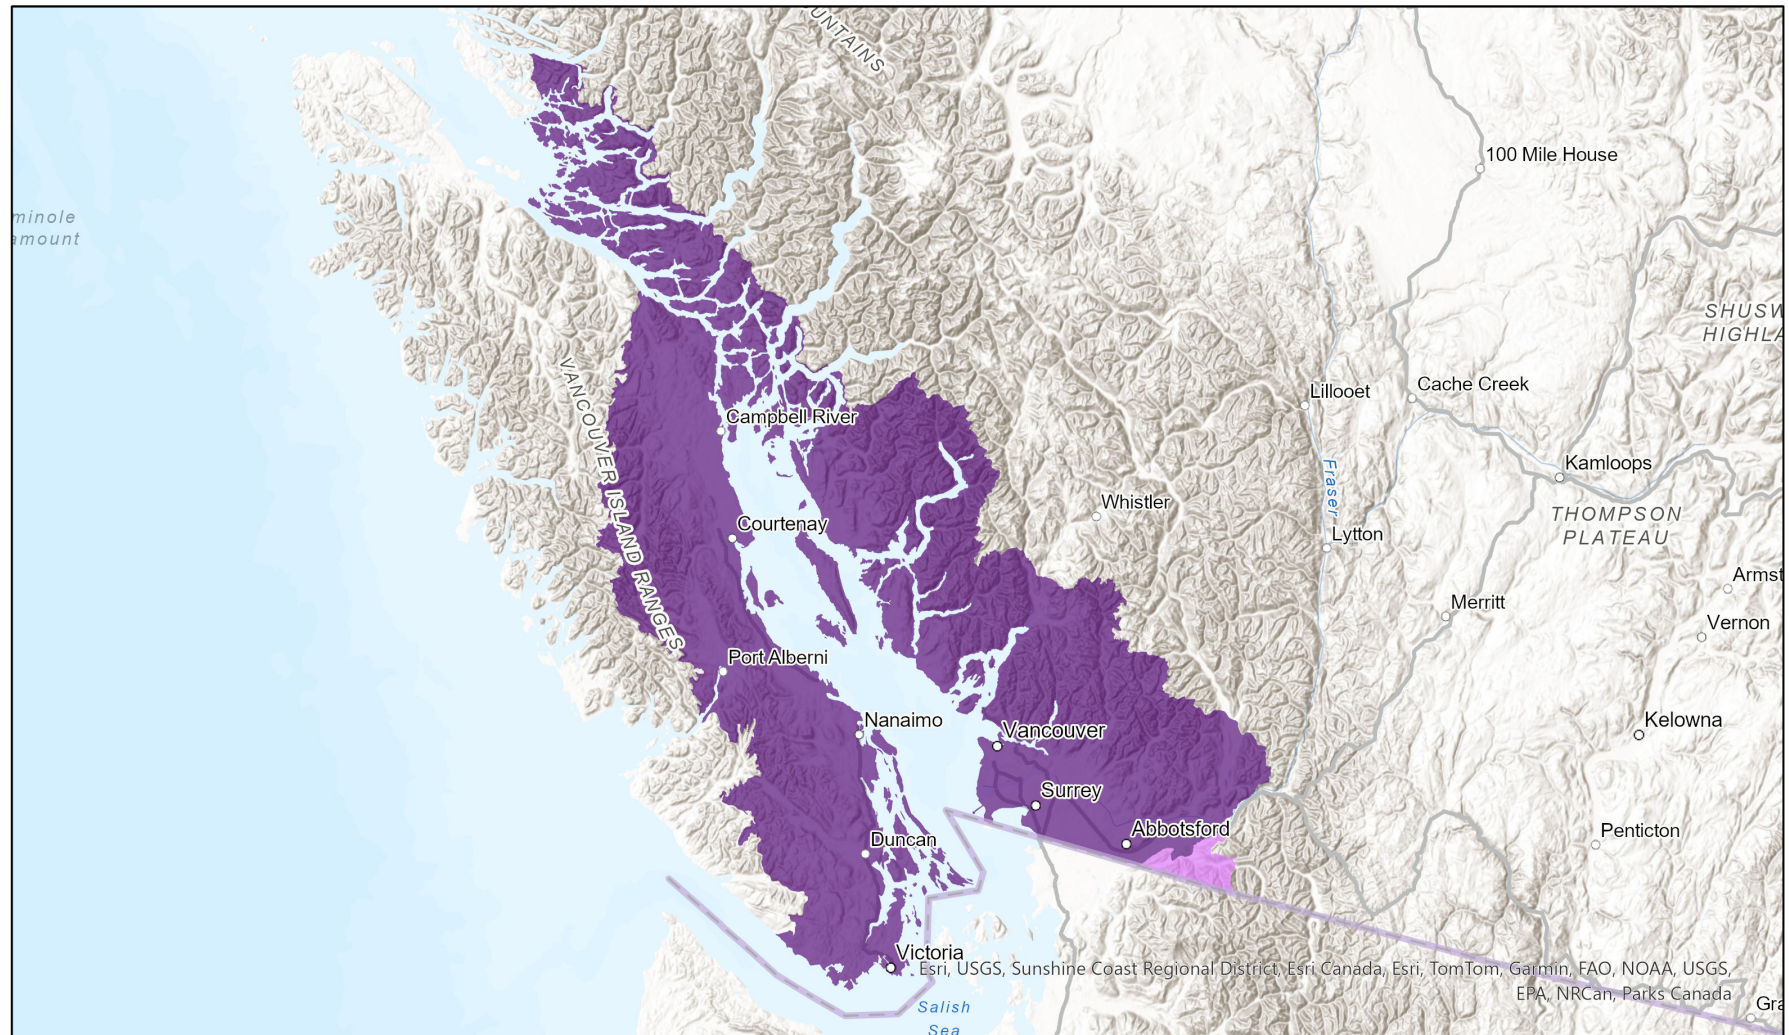 UNTAINS
100 Mile House
minole
amount
SHUSW
HIGHLA
Lillooet
Cache Creek
Campbell River
VANCOUVER ISLAND RANGES
Kamloops
Fraser
Whistler
THOMPSON
PLATEAU
Courtenay
Lytton
Armst
Merritt
Vernon
Port Alberni
Nanaimo
Vancouver
Kelowna
Surrey
Abbotsford
Penticton
Duncan
Victoria
Esri, USGS, Sunshine Coast Regional District, Esri Canada, Esri, TomTom, Garmin, FAO, NOAA, USGS,
EPA, NRCan, Parks Canada
Salish
Sea
Gra